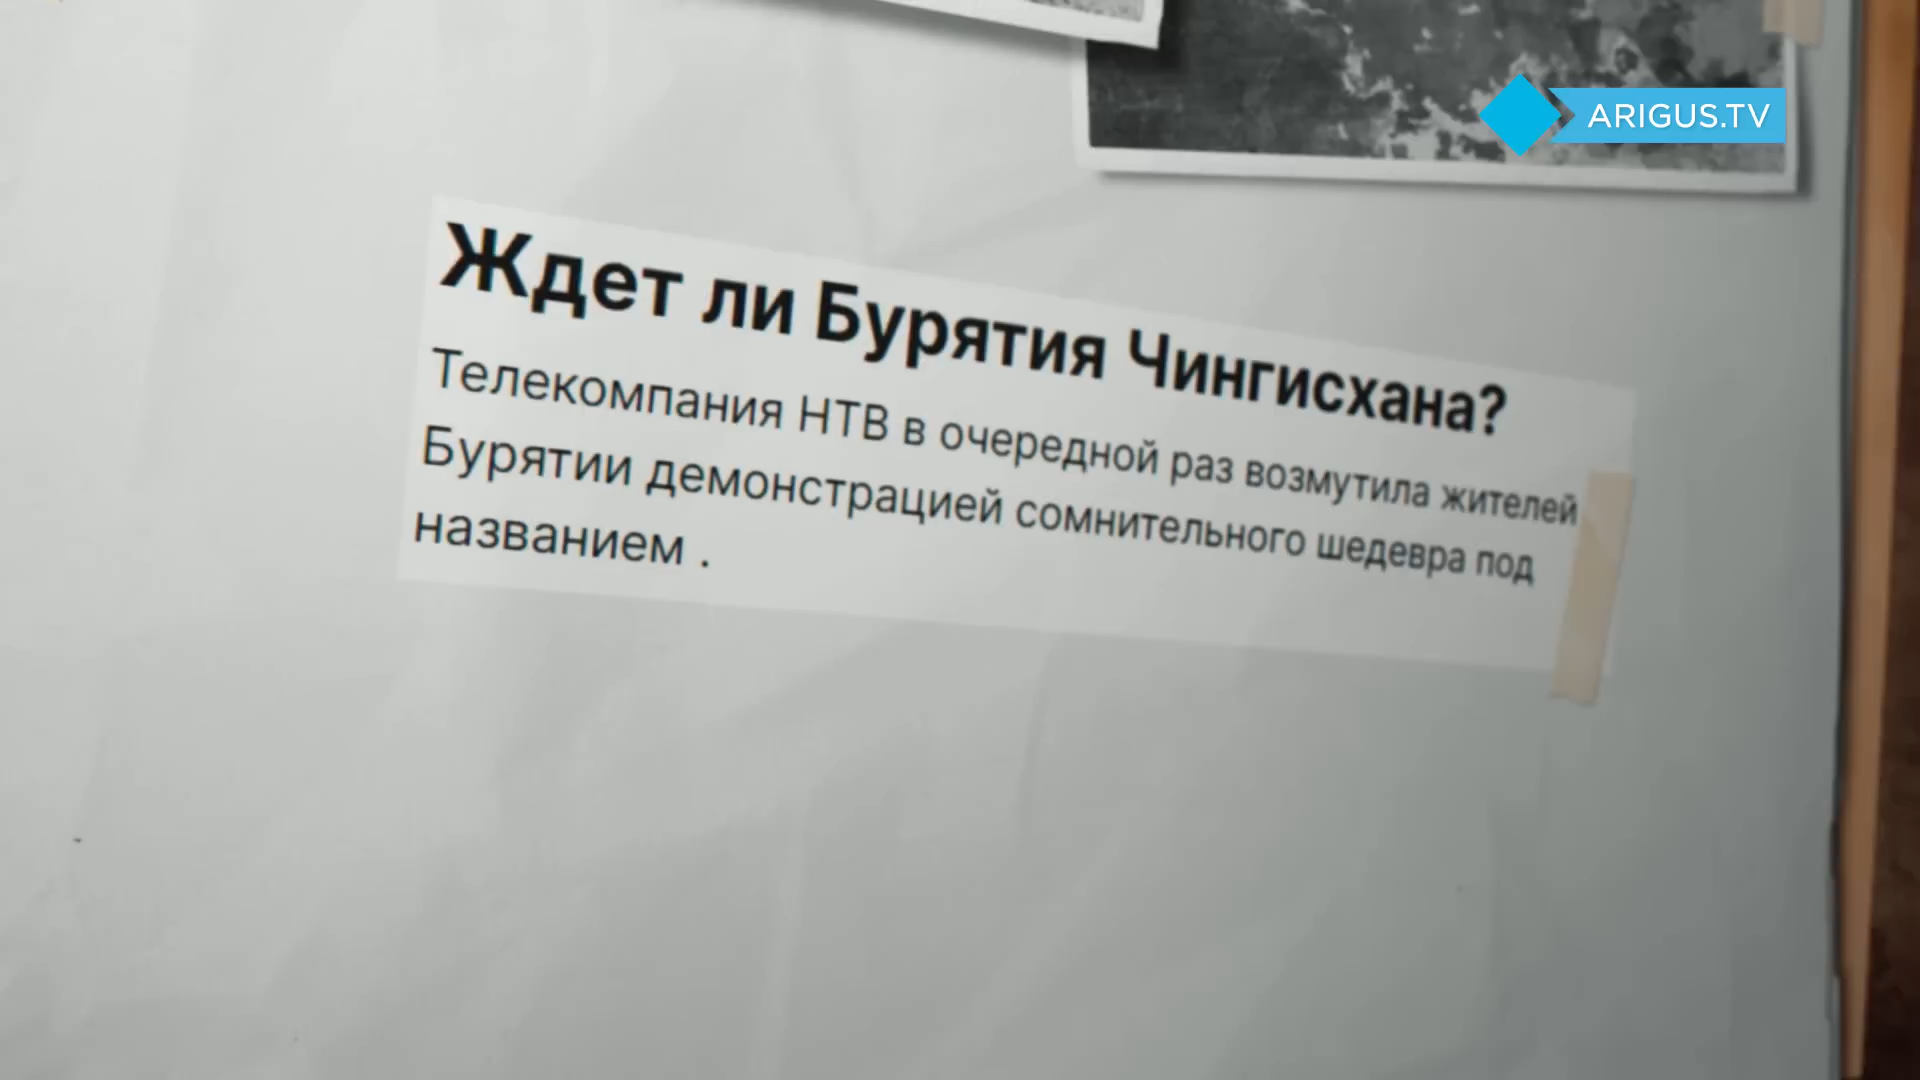 ARIGUS.TV
Ждет ли Бурятия Чингисхана?
Телекомпания НТВ в очередной раз возмутила жителей
Бурятии демонстрацией сомнительного шедевра под
названием .